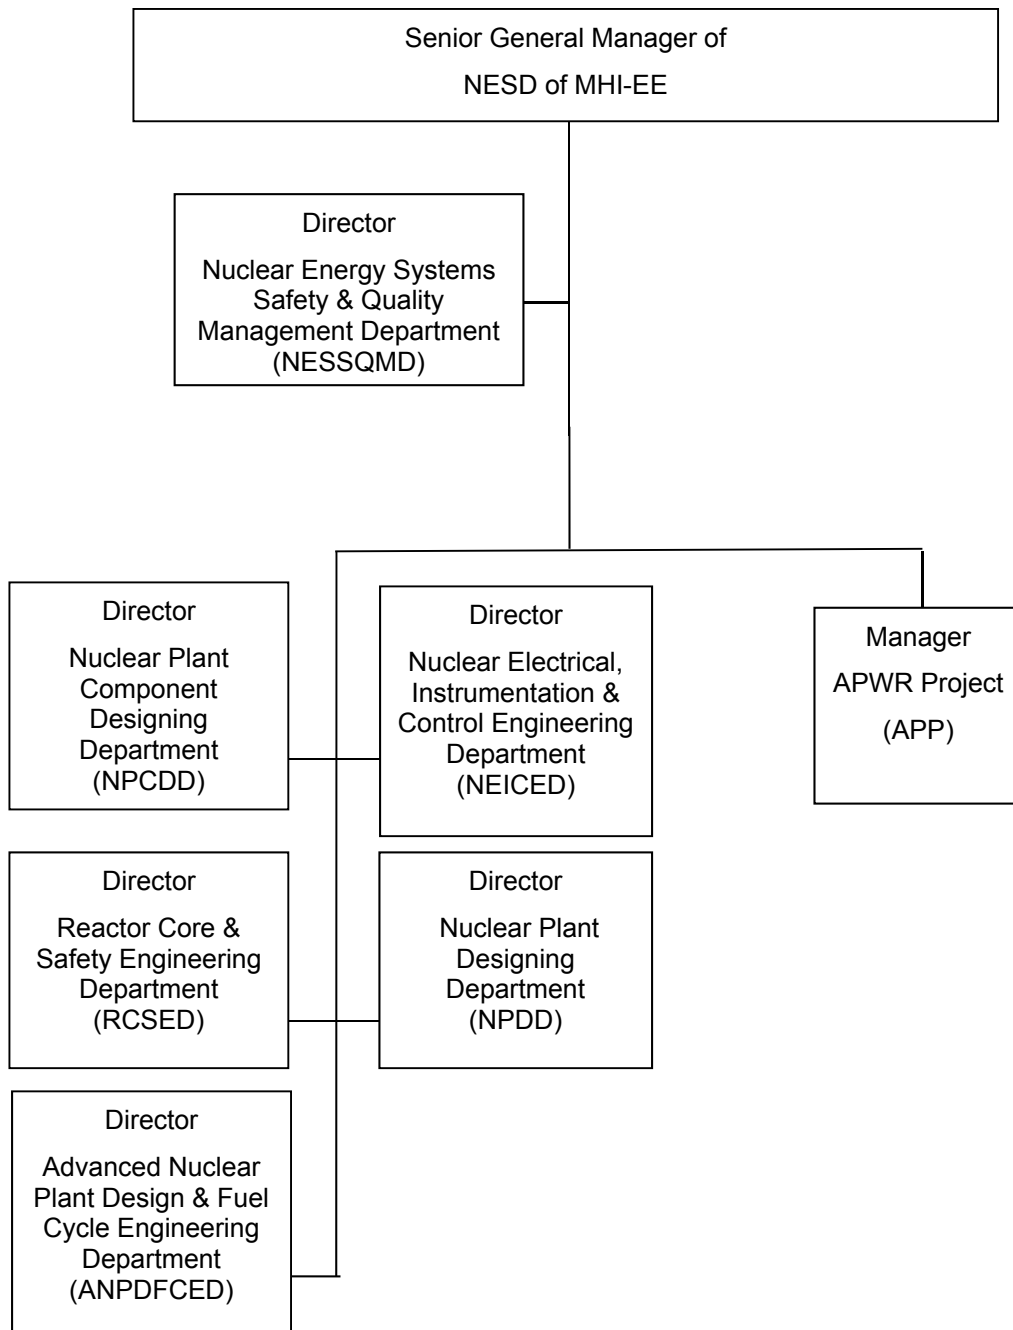 Senior General Manager of
NESD of MHI-EE
Director
Nuclear Energy Systems
Safety & Quality
Management Department
(NESSQMD)
Director
Nuclear Plant
Component
Designing
Department
(NPCDD)
Director
Nuclear Electrical,
Instrumentation &
Control Engineering
Department
(NEICED)
Manager
APWR Project
(APP)
Director
Reactor Core &
Safety Engineering
Department
(RCSED)
Director
Nuclear Plant
Designing
Department
(NPDD)
Director
Advanced Nuclear
Plant Design & Fuel
Cycle Engineering
Department
(ANPDFCED)